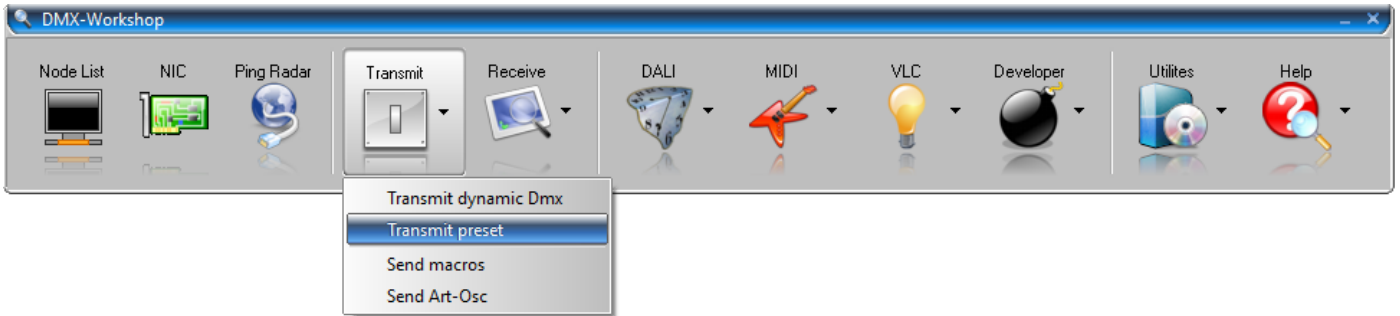 DMX-Workshop
Node List NIC Ping Radar Transmit Receive DALI MIDI VLC Developer Utilites Help
Transmit dynamic Dmx
Transmit preset
Send macros
Send Art-Osc